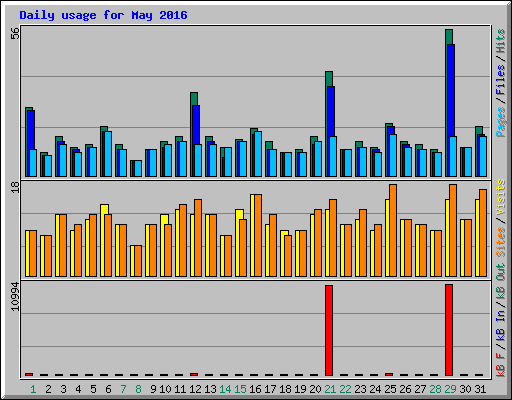 Daily usage for May 2016
56
Pages / Files / Hits
18
Sites / Visits
10994
kB F / kB In / kB Out
1 2 3 4 5 6 7 8 9 10 11 12 13 14 15 16 17 18 19 20 21 22 23 24 25 26 27 28 29 30 31